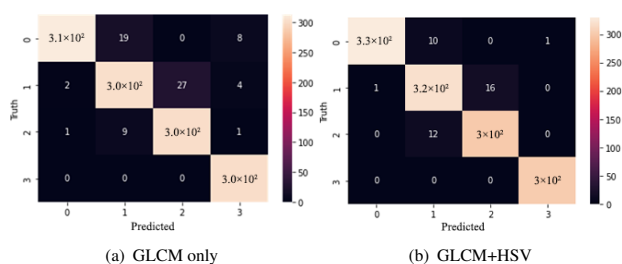 0 3.1×10² 19 0 8
1 2 3.0×10² 27 4
2 1 9 3.0×10² 1
3 0 0 0 3.0×10²
0 1 2 3
Truth
Predicted
300
250
200
150
100
50
0
(a) GLCM only
0 3.3×10² 10 0 1
1 1 3.2×10² 16 0
2 0 12 3×10² 0
3 0 0 0 3×10²
0 1 2 3
Truth
Predicted
300
250
200
150
100
50
0
(b) GLCM+HSV